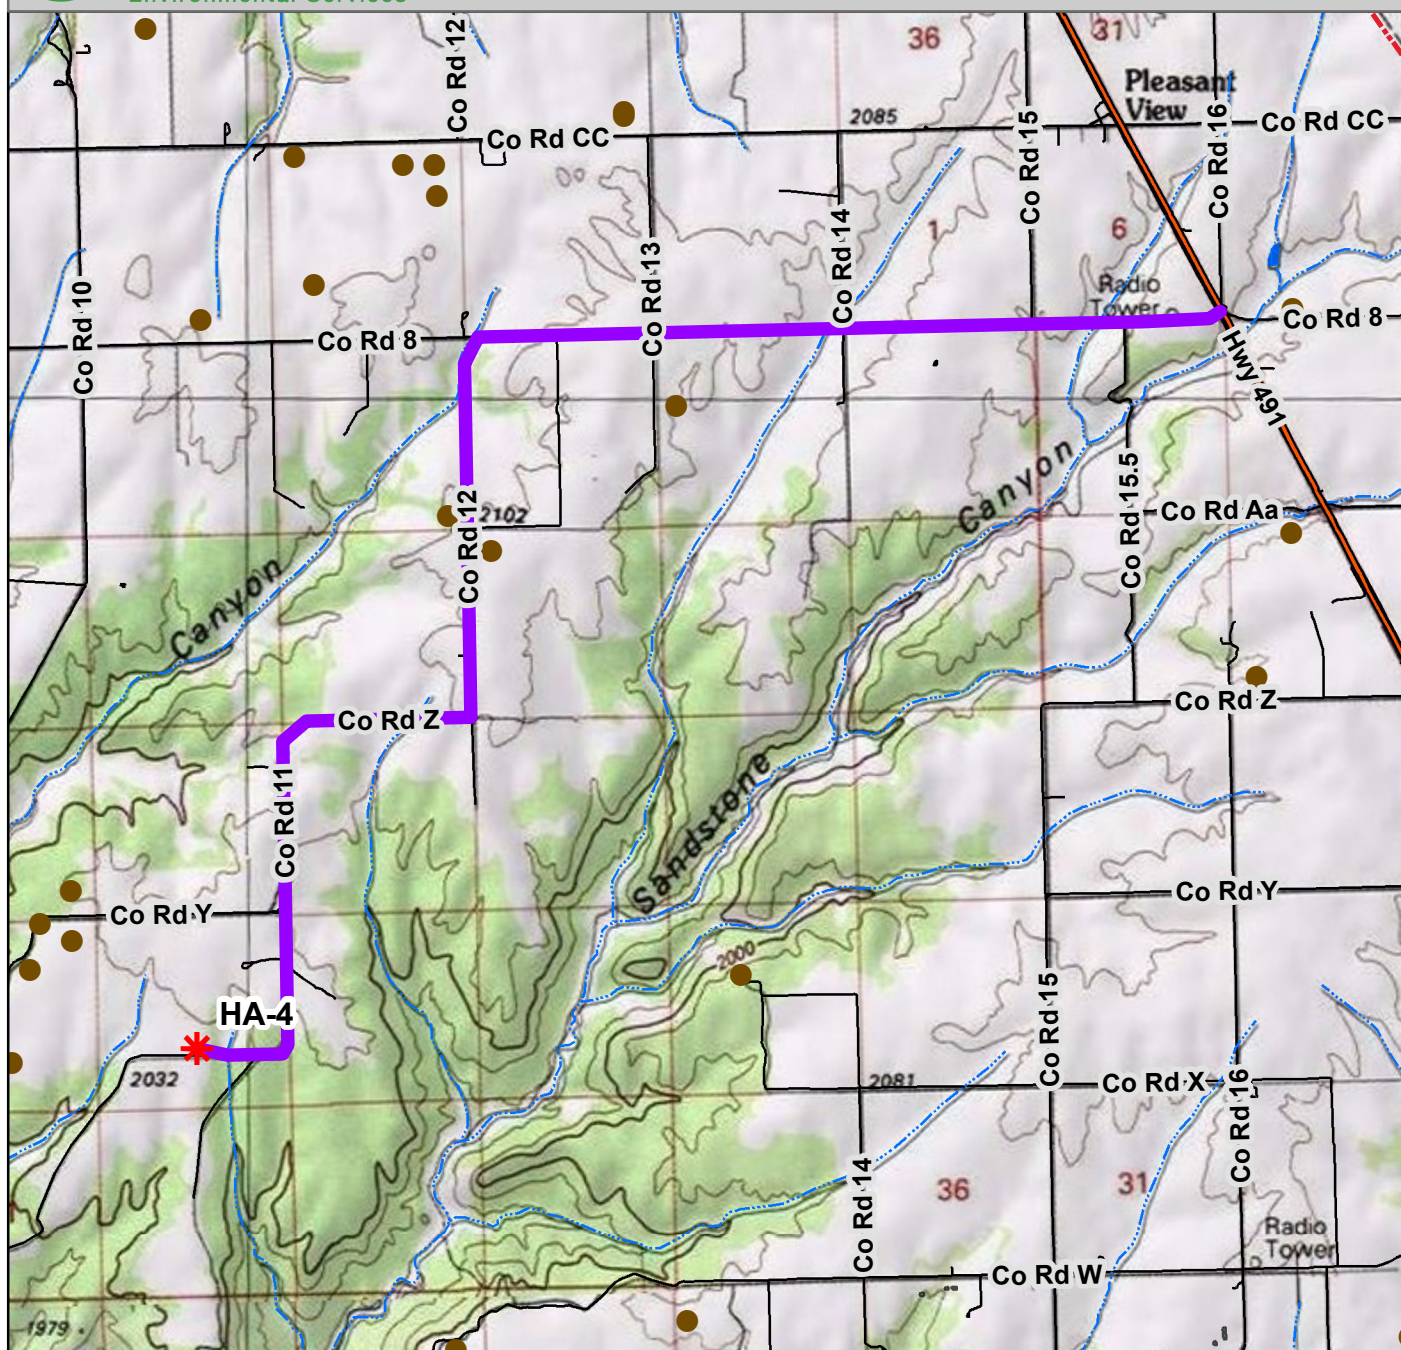 Environmental Services
36
31
Co Rd 12
Pleasant
View
2085
Co Rd 15
Co Rd 16
Co Rd CC
Co Rd CC
1
6
Co Rd 10
Co Rd 13
Co Rd 14
Radio
Tower
Co Rd 8
Co Rd 8
Hwy 491
Canyon
Co Rd 15.5
Co Rd 12
2102
Co Rd Aa
Canyon
Co Rd Z
Co Rd Z
Sandstone
Co Rd 11
Co Rd Y
Co Rd Y
2000
HA-4
Co Rd 15
2032
2081
Co Rd X
Co Rd 16
Co Rd 14
36
31
Radio
Tower
Co Rd W
1979